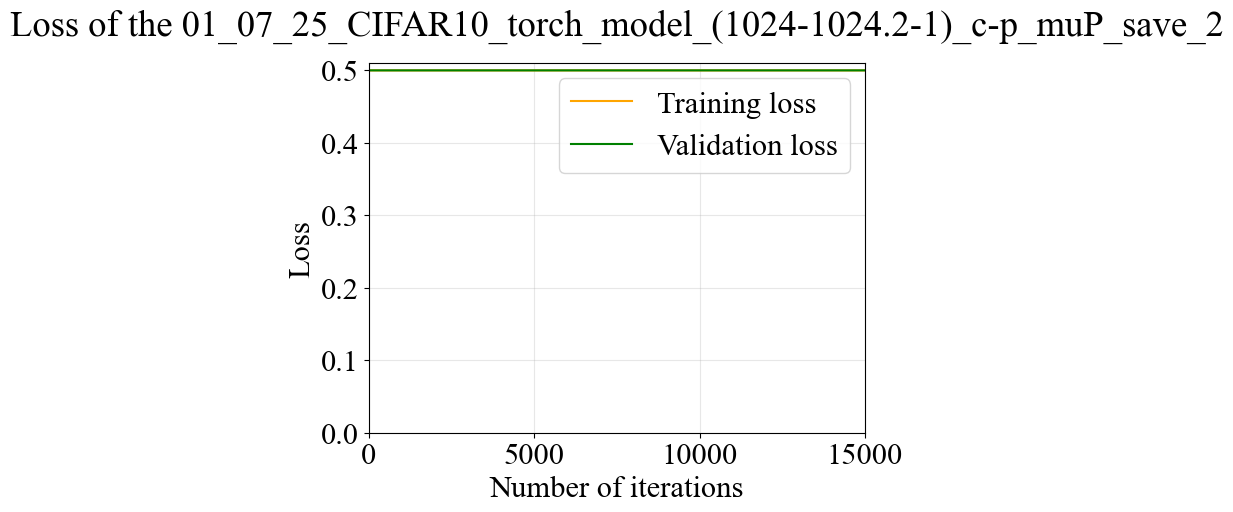 Loss of the 01_07_25_CIFAR10_torch_model_(1024-1024.2-1)_c-p_muP_save_2
0.5
Training loss
0.4
Validation loss
0.3
Loss
0.2
0.1
0.0
0
5000
10000
15000
Number of iterations